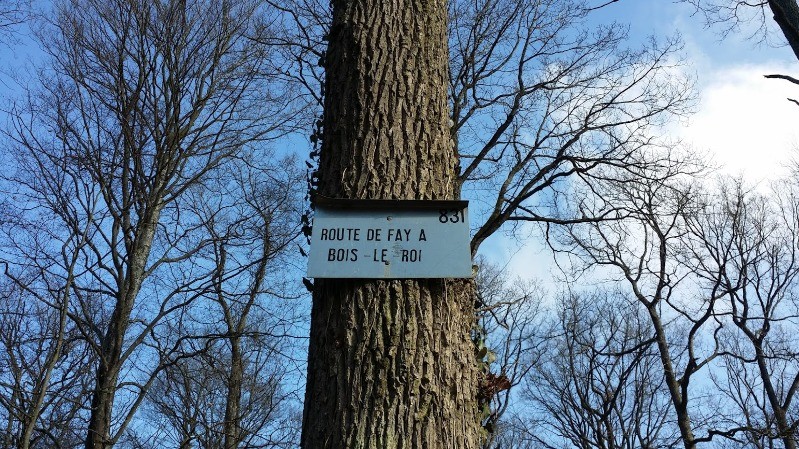 831
ROUTE DE FAY A
BOIS-LE ROI